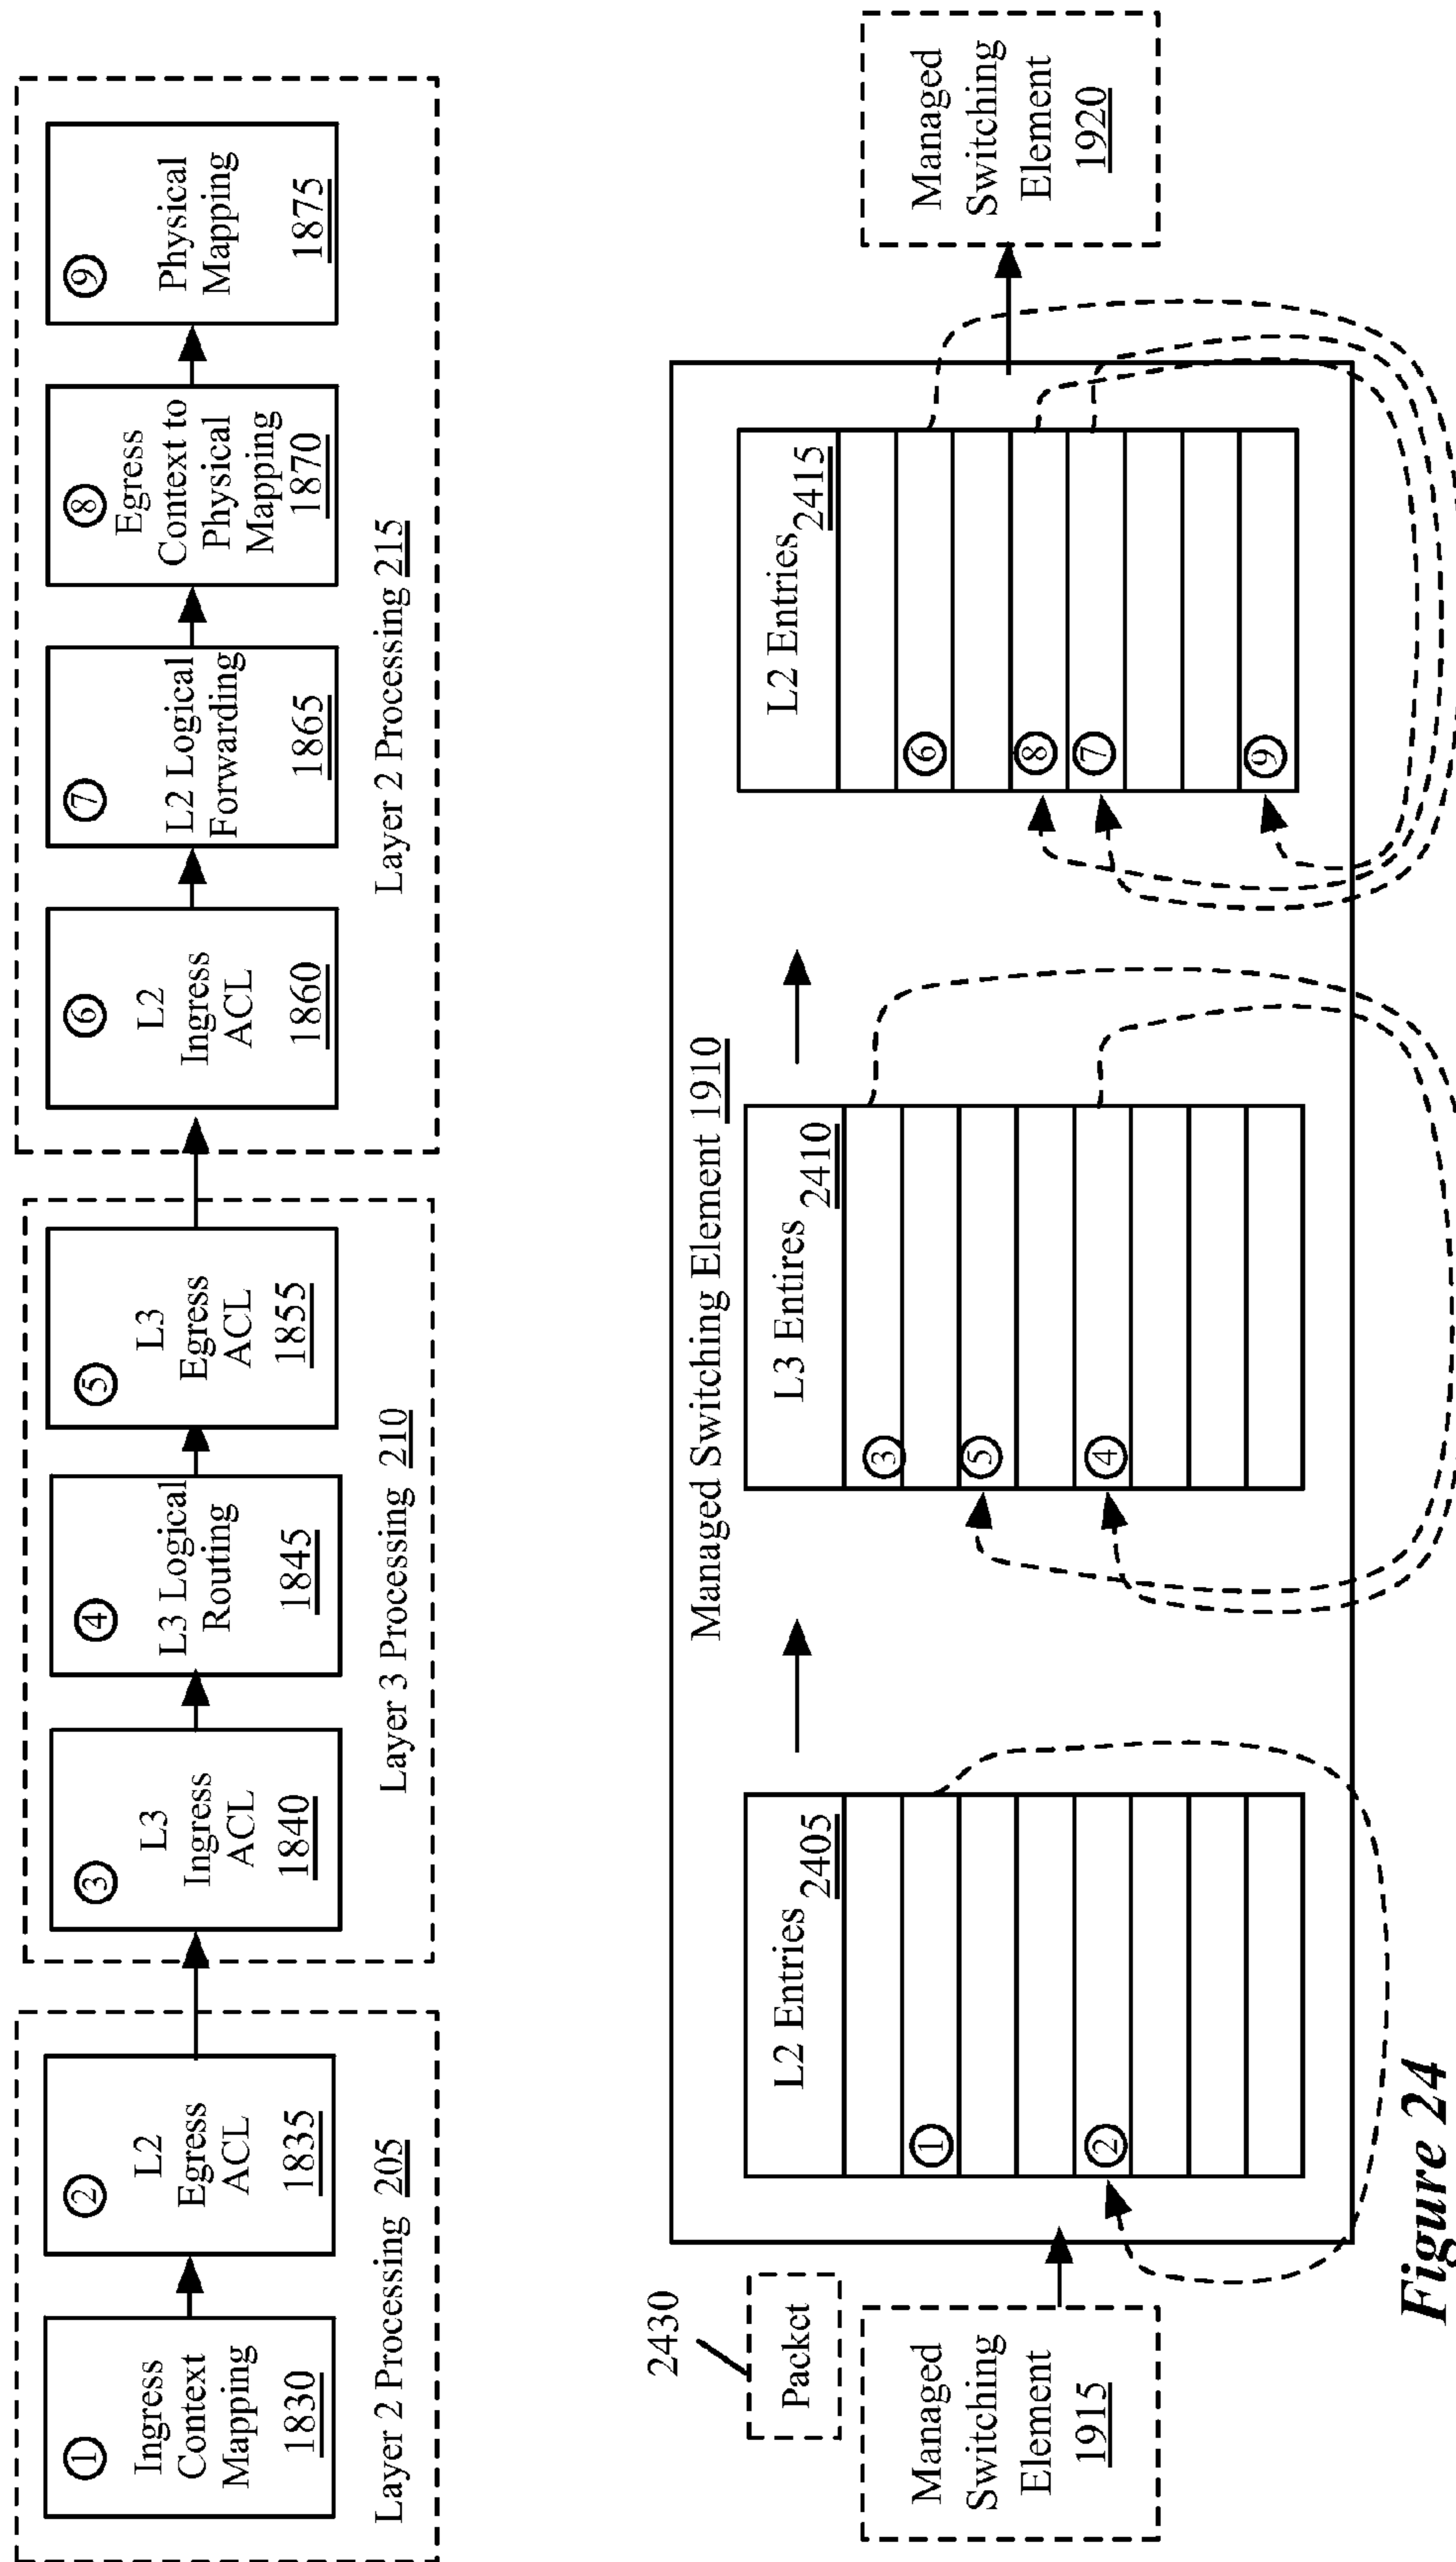 ①
Ingress
Context
Mapping
1830
②
L2
Egress
ACL
1835
Layer 2 Processing 205
③
L3
Ingress
ACL
1840
④
L3 Logical
Routing
1845
⑤
L3
Egress
ACL
1855
Layer 3 Processing 210
⑥
L2
Ingress
ACL
1860
⑦
L2 Logical
Forwarding
1865
⑧
Egress
Context to
Physical
Mapping
1870
⑨
Physical
Mapping
1875
Layer 2 Processing 215
2430
Packet
Managed
Switching
Element
1915
Managed Switching Element 1910
L2 Entries 2405
①
②
L3 Entires 2410
③
⑤
④
L2 Entries 2415
⑥
⑧
⑦
⑨
Managed
Switching
Element
1920
Figure 24